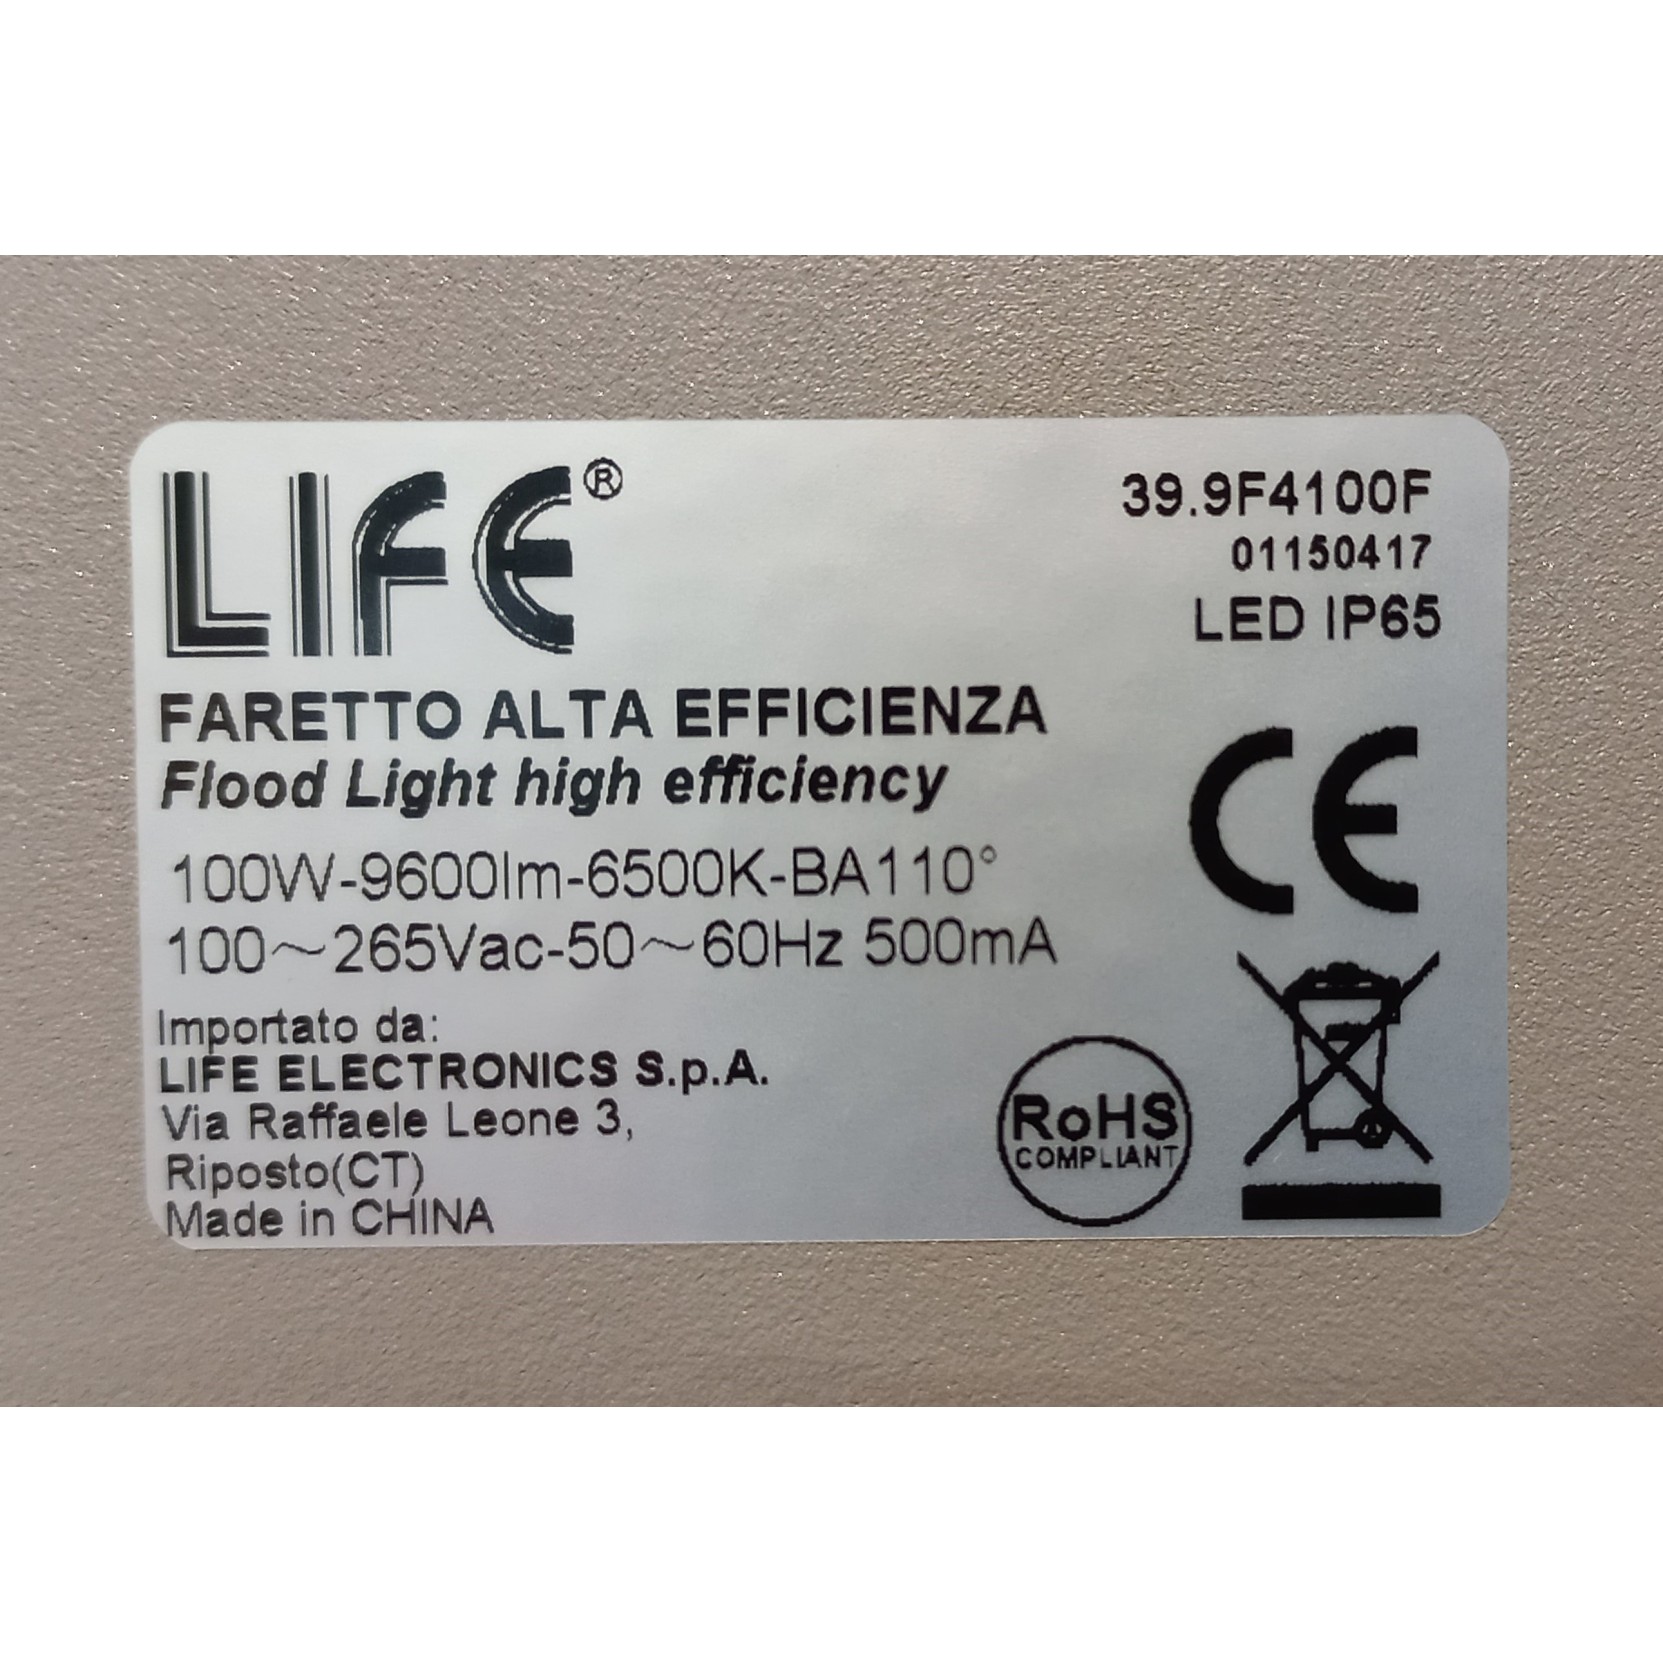 LIFE®
39.9F4100F
01150417
LED IP65
FARETTO ALTA EFFICIENZA
Flood Light high efficiency
100W-9600lm-6500K-BA110°
100~265Vac-50~60Hz 500mA
CE
Importato da:
LIFE ELECTRONICS S.p.A.
Via Raffaele Leone 3,
Riposto(CT)
Made in CHINA
RoHS
COMPLIANT